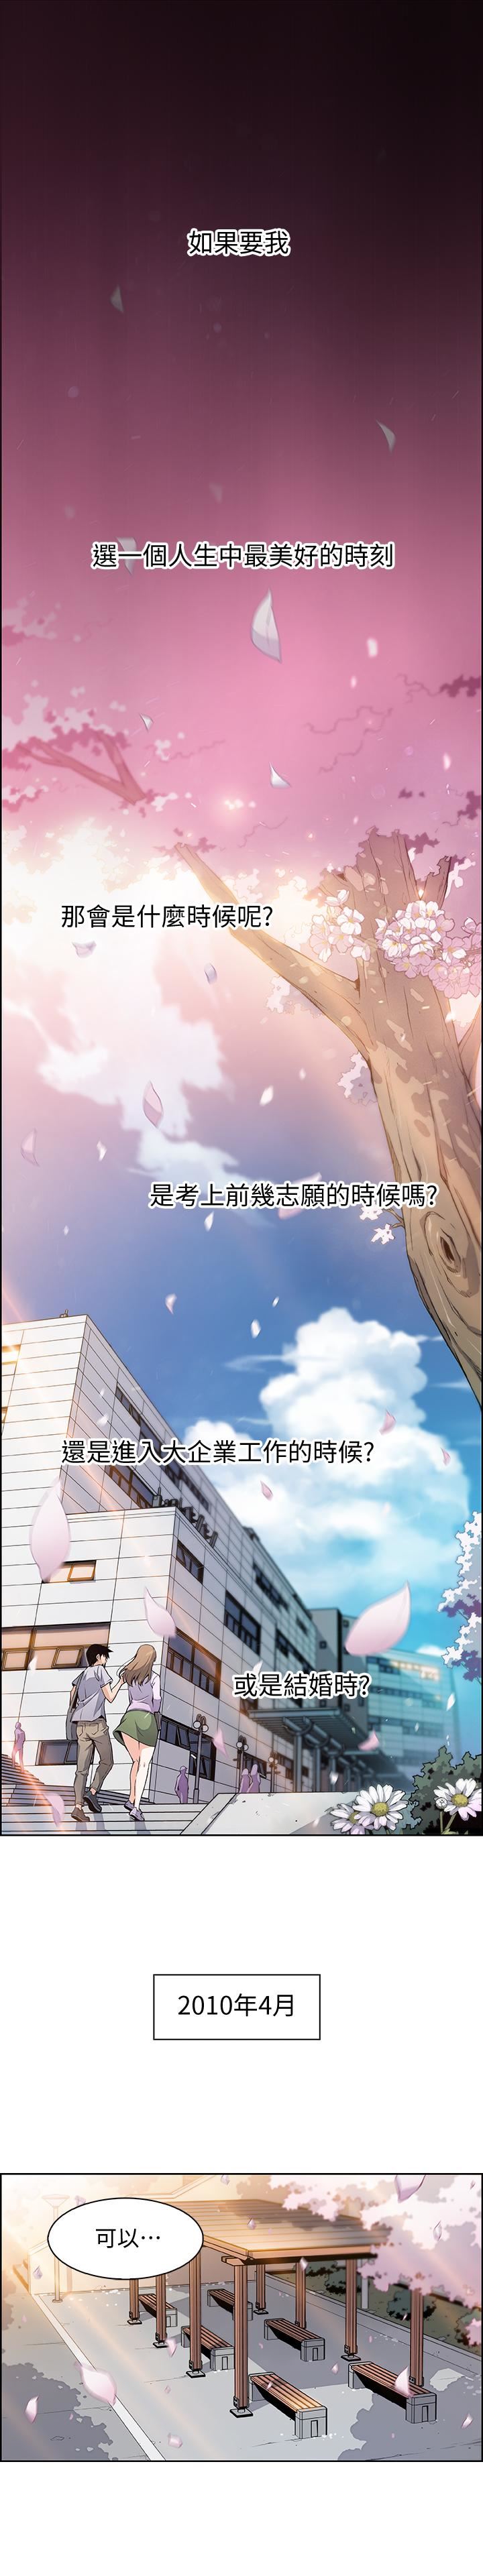 如果要我
選一個人生中最美好的時刻
那會是什麼時候呢?
是考上前幾志願的時候嗎?
還是進入大企業工作的時候?
或是結婚時?
2010年4月
可以⋯